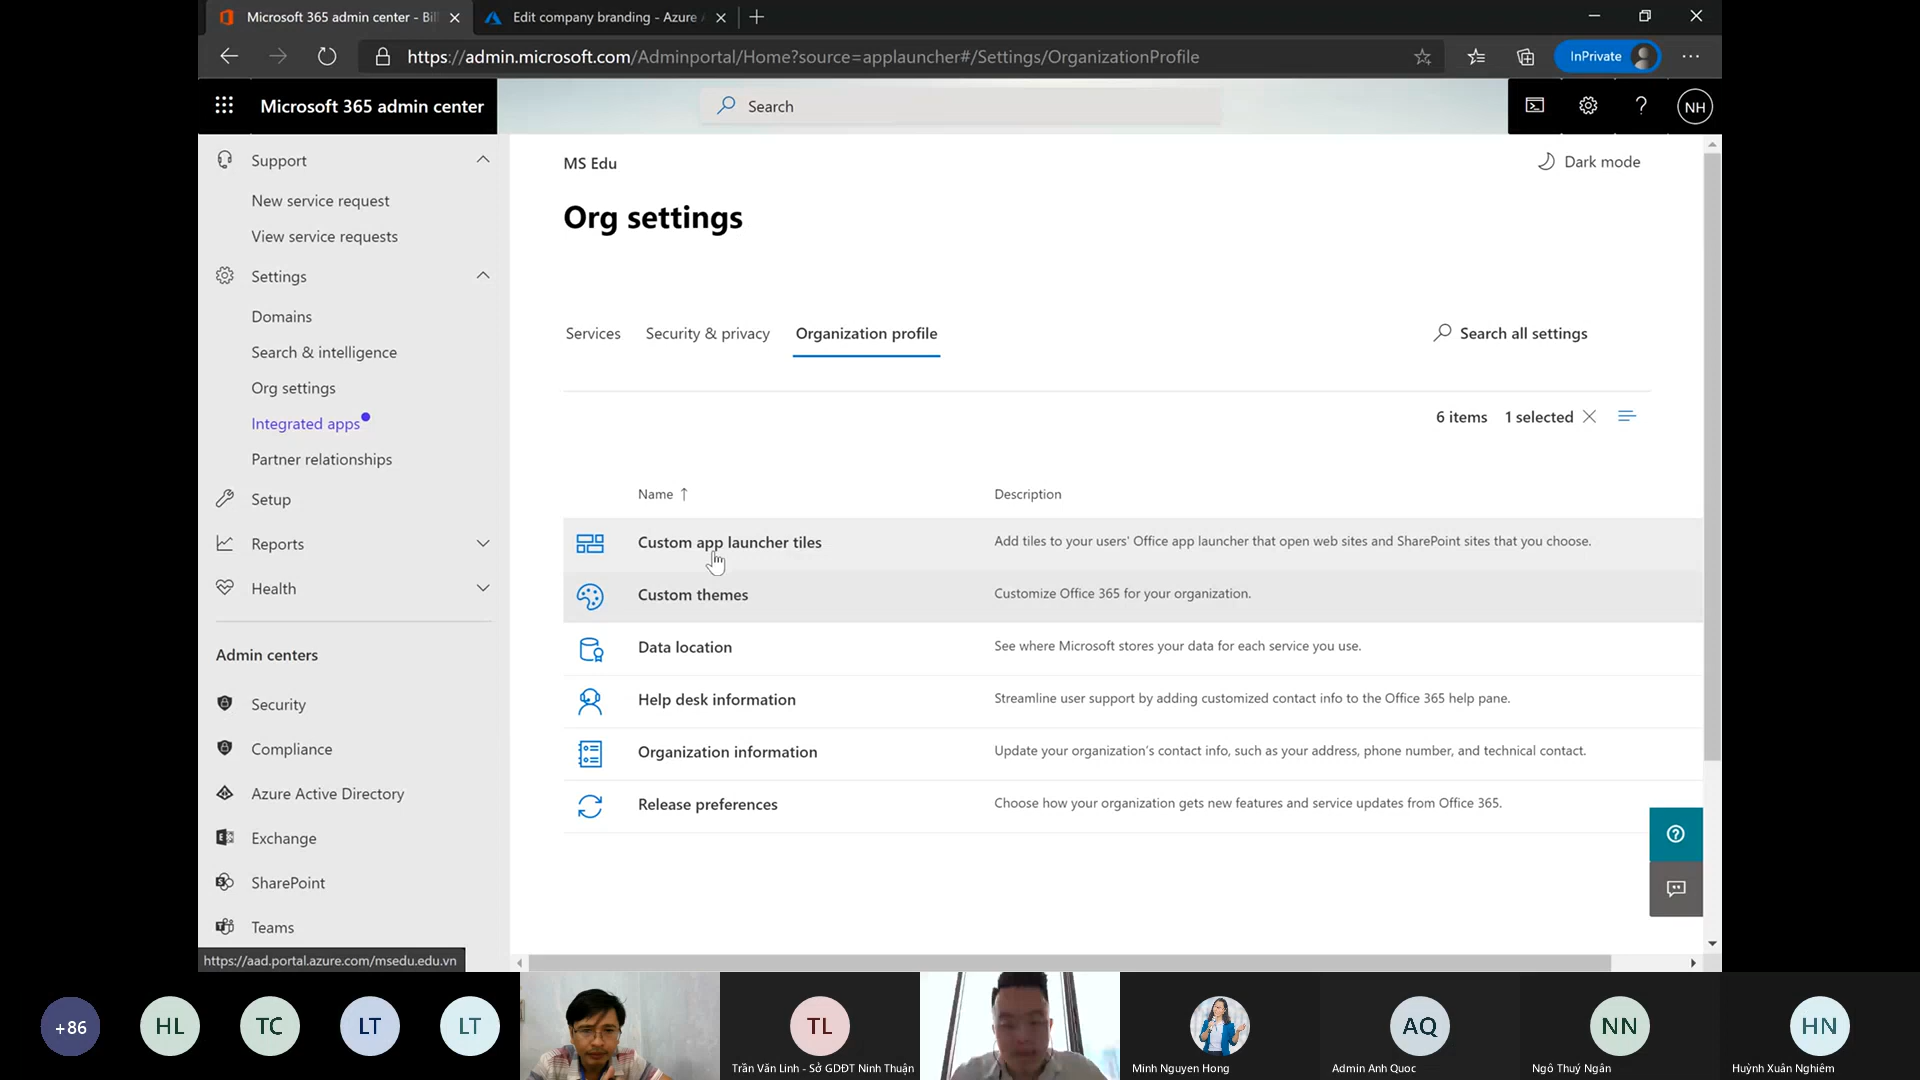 Microsoft 365 admin center - Bil
Edit company branding - Azure
https://admin.microsoft.com/Adminportal/Home?source=applauncher#/Settings/OrganizationProfile
InPrivate
Microsoft 365 admin center
Search
NH
Support
New service request
View service requests
Settings
Domains
Search & intelligence
Org settings
Integrated apps
Partner relationships
Setup
Reports
Health
Admin centers
Security
Compliance
Azure Active Directory
Exchange
SharePoint
Teams
https://aad.portal.azure.com/msedu.edu.vn
MS Edu
Dark mode
Org settings
Services
Security & privacy
Organization profile
Search all settings
6 items
1 selected
Name ↑
Description
Custom app launcher tiles
Add tiles to your users' Office app launcher that open web sites and SharePoint sites that you choose.
Custom themes
Customize Office 365 for your organization.
Data location
See where Microsoft stores your data for each service you use.
Help desk information
Streamline user support by adding customized contact info to the Office 365 help pane.
Organization information
Update your organization's contact info, such as your address, phone number, and technical contact.
Release preferences
Choose how your organization gets new features and service updates from Office 365.
+86
HL
TC
LT
LT
TL
Trần Văn Linh - Sở GDĐT Ninh Thuận
Minh Nguyen Hong
AQ
Admin Anh Quoc
NN
Ngô Thuý Ngân
HN
Huỳnh Xuân Nghiêm